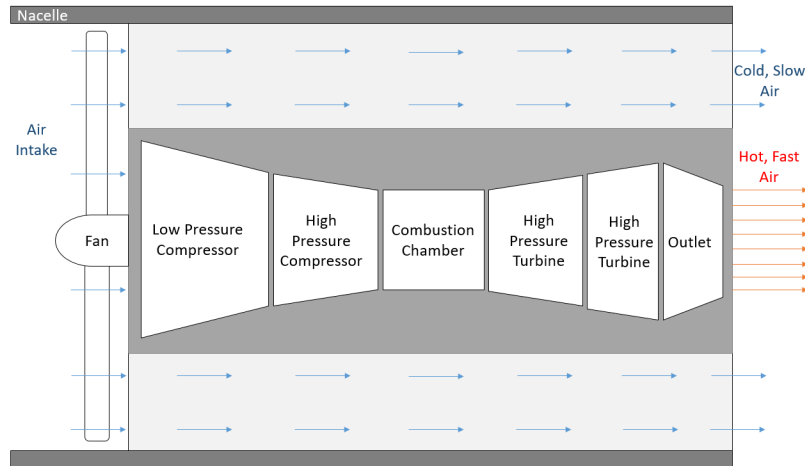 Nacelle
Cold, Slow
Air
Air
Intake
Hot, Fast
Air
Fan
Low Pressure
Compressor
High
Pressure
Compressor
Combustion
Chamber
High
Pressure
Turbine
High
Pressure
Turbine
Outlet